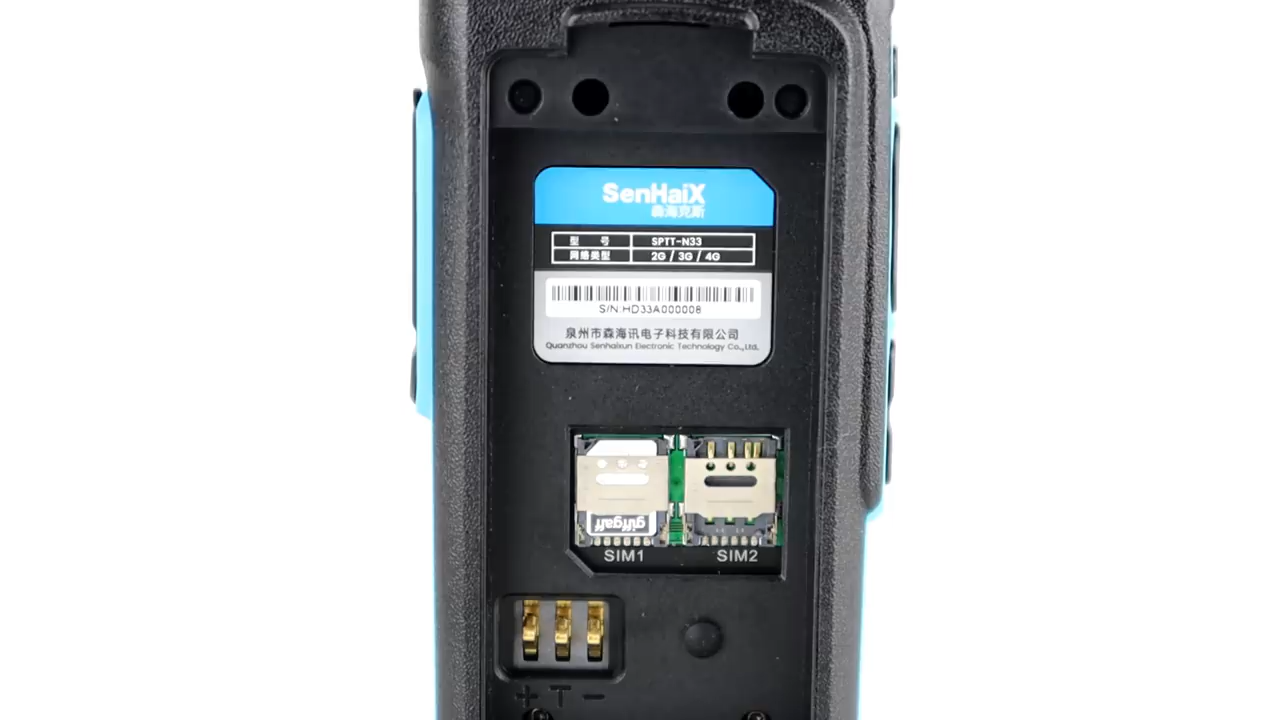 SenHaiX
森海克斯
型 号 SPTT-N33
网络类型 2G / 3G / 4G
S/N:HD33A000008
泉州市森海讯电子科技有限公司
Quanzhou Senhaixun Electronic Technology Co.,Ltd.
giffgaff
SIM1 SIM2
+ T -